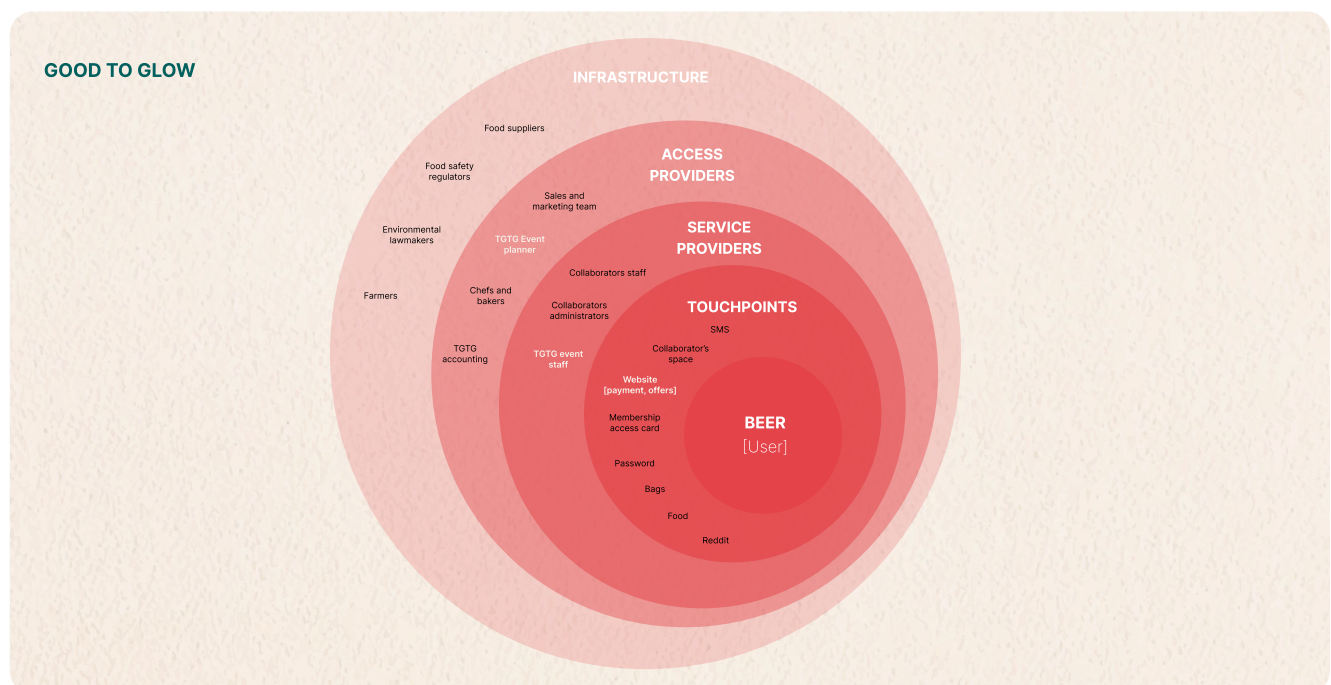 GOOD TO GLOW
INFRASTRUCTURE
Food suppliers
Food safety
regulators
Environmental
lawmakers
Farmers
ACCESS
PROVIDERS
Sales and
marketing team
TGTG Event
planner
Chefs and
bakers
TGTG
accounting
SERVICE
PROVIDERS
Collaborators staff
Collaborators
administrators
TGTG event
staff
TOUCHPOINTS
SMS
Collaborator’s
space
Website
[payment, offers]
Membership
access card
Password
Bags
Food
Reddit
BEER
[User]